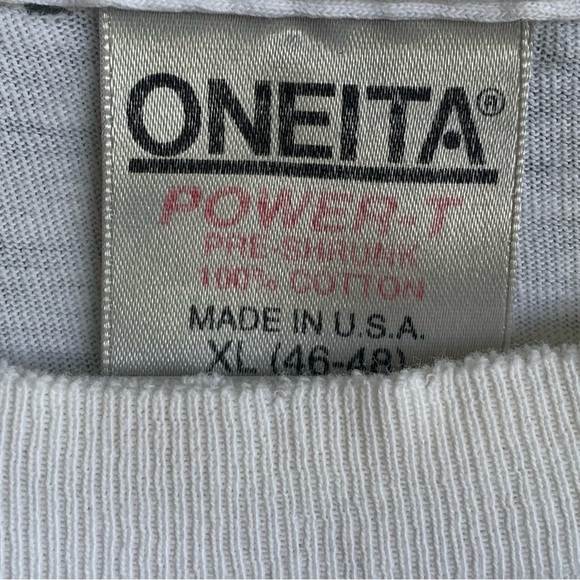 ONEITA®
POWER-T
PRE-SHRUNK
100% COTTON
MADE IN U.S.A.
XL (46-48)